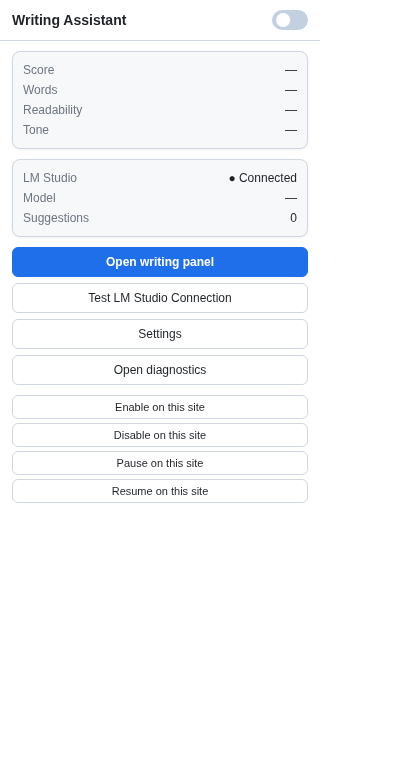 Writing Assistant
Score —
Words —
Readability —
Tone —
LM Studio ● Connected
Model —
Suggestions 0
Open writing panel
Test LM Studio Connection
Settings
Open diagnostics
Enable on this site
Disable on this site
Pause on this site
Resume on this site